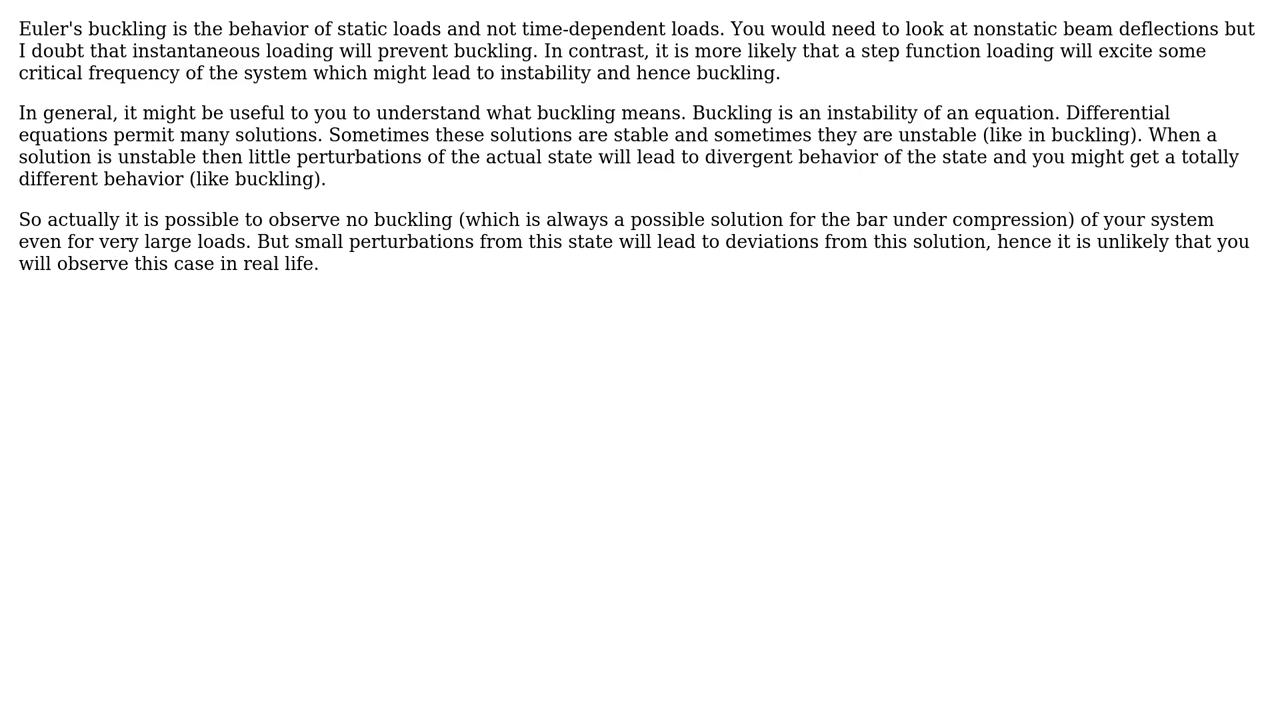 Euler's buckling is the behavior of static loads and not time-dependent loads. You would need to look at nonstatic beam deflections but
I doubt that instantaneous loading will prevent buckling. In contrast, it is more likely that a step function loading will excite some
critical frequency of the system which might lead to instability and hence buckling.
In general, it might be useful to you to understand what buckling means. Buckling is an instability of an equation. Differential
equations permit many solutions. Sometimes these solutions are stable and sometimes they are unstable (like in buckling). When a
solution is unstable then little perturbations of the actual state will lead to divergent behavior of the state and you might get a totally
different behavior (like buckling).
So actually it is possible to observe no buckling (which is always a possible solution for the bar under compression) of your system
even for very large loads. But small perturbations from this state will lead to deviations from this solution, hence it is unlikely that you
will observe this case in real life.